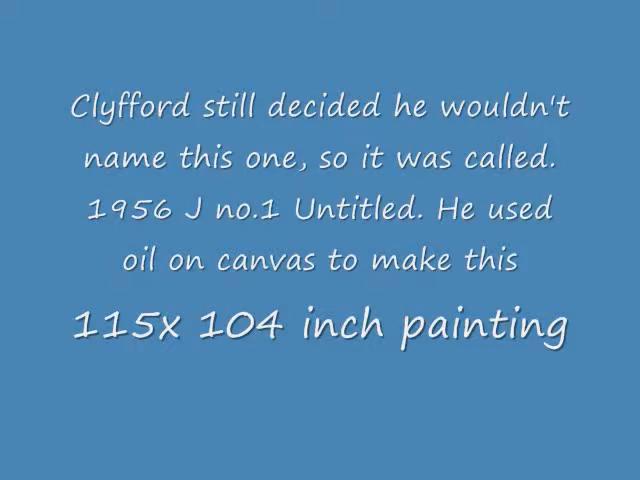 Clyfford still decided he wouldn't
name this one, so it was called.
1956 J no.1 Untitled. He used
oil on canvas to make this
115x 104 inch painting